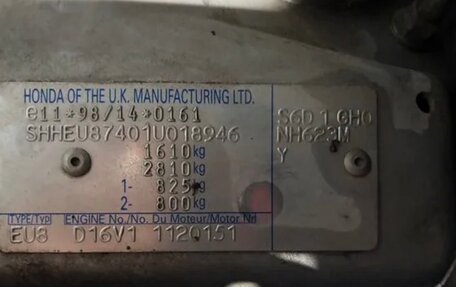 HONDA OF THE U.K. MANUFACTURING LTD.
e11*98/14*0161
SHHEU87401U018946
1610kg
2810kg
1- 825kg
2- 800kg
S6D 1 GH0
NH623M
Y
TYPE/TYP ENGINE No./No. Du Moteur/Motor Nr
EU8 D16V1 1120151